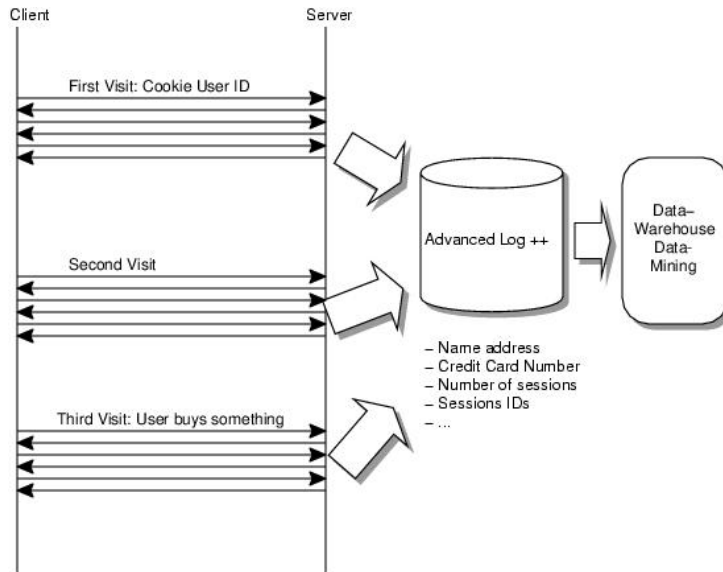 Client
Server
First Visit: Cookie User ID
Second Visit
Third Visit: User buys something
Advanced Log ++
– Name address
– Credit Card Number
– Number of sessions
– Sessions IDs
– ...
Data–
Warehouse
Data-
Mining